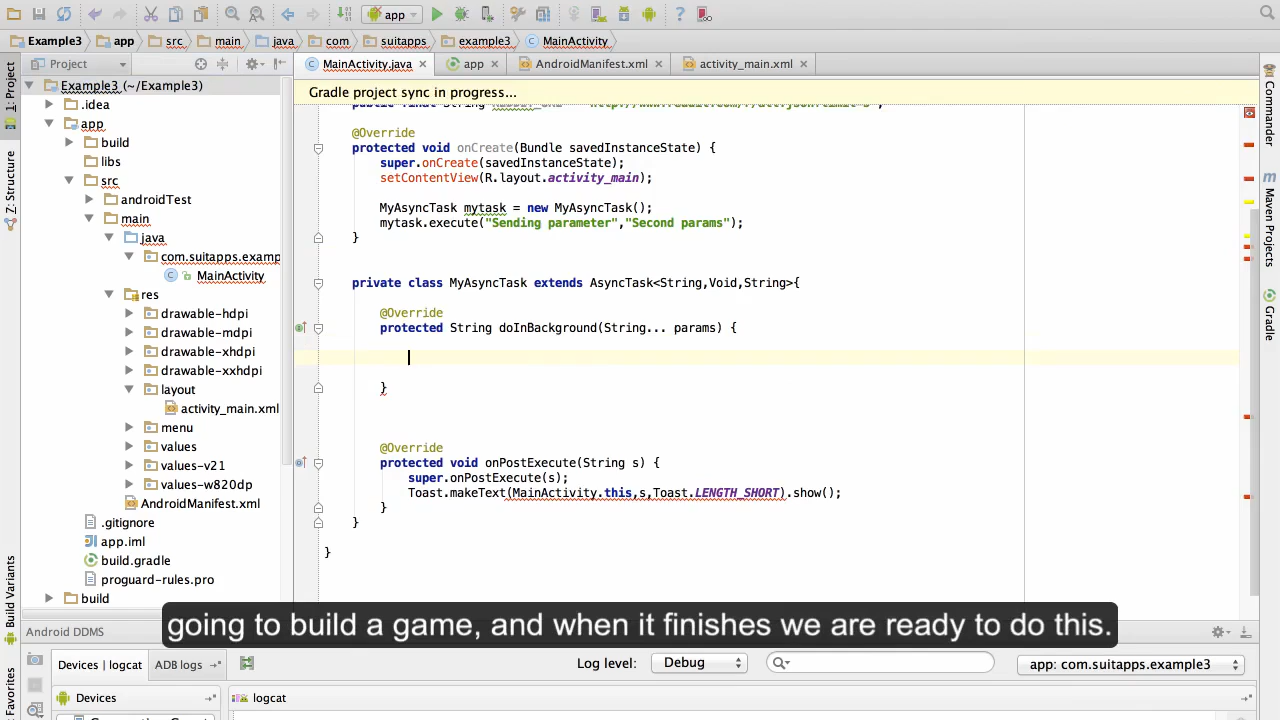 app
Example3 app src main java com suitapps example3 MainActivity
Project
MainActivity.java app AndroidManifest.xml activity_main.xml
Gradle project sync in progress...
1: Project
Z: Structure
Build Variants
Favorites
Commander
Maven Projects
Gradle
Example3 (~/Example3)
.idea
app
build
libs
src
androidTest
main
java
com.suitapps.examp
MainActivity
res
drawable-hdpi
drawable-mdpi
drawable-xhdpi
drawable-xxhdpi
layout
activity_main.xml
menu
values
values-v21
values-w820dp
AndroidManifest.xml
.gitignore
app.iml
build.gradle
proguard-rules.pro
build
public final String
@Override
protected void onCreate(Bundle savedInstanceState) {
super.onCreate(savedInstanceState);
setContentView(R.layout.activity_main);
MyAsyncTask mytask = new MyAsyncTask();
mytask.execute("Sending parameter","Second params");
}
private class MyAsyncTask extends AsyncTask<String,Void,String>{
@Override
protected String doInBackground(String... params) {
}
@Override
protected void onPostExecute(String s) {
super.onPostExecute(s);
Toast.makeText(MainActivity.this,s,Toast.LENGTH_SHORT).show();
}
}
}
going to build a game, and when it finishes we are ready to do this.
Android DDMS
Devices | logcat ADB logs Log level: Debug app: com.suitapps.example3
Devices logcat